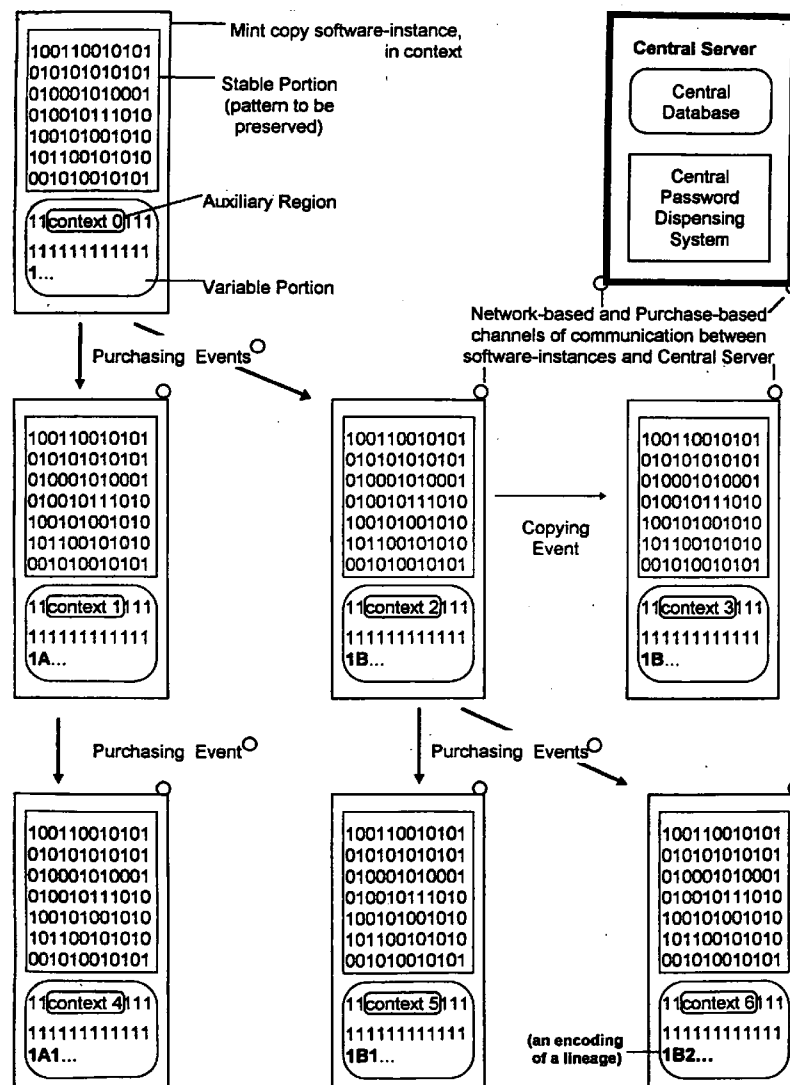 Mint copy software-instance,
in context
100110010101
010101010101
010001010001
010010111010
100101001010
101100101010
001010010101
Stable Portion
(pattern to be
preserved)
Auxiliary Region
11context 0111
111111111111
1...
Variable Portion
Central Server
Central
Database
Central
Password
Dispensing
System
Network-based and Purchase-based
channels of communication between
software-instances and Central Server
Purchasing Events
100110010101
010101010101
010001010001
010010111010
100101001010
101100101010
001010010101
11context 1111
111111111111
1A...
100110010101
010101010101
010001010001
010010111010
100101001010
101100101010
001010010101
11context 2111
111111111111
1B...
Copying
Event
100110010101
010101010101
010001010001
010010111010
100101001010
101100101010
001010010101
11context 3111
111111111111
1B...
Purchasing Event
Purchasing Events
100110010101
010101010101
010001010001
010010111010
100101001010
101100101010
001010010101
11context 4111
111111111111
1A1...
100110010101
010101010101
010001010001
010010111010
100101001010
101100101010
001010010101
11context 5111
111111111111
1B1...
100110010101
010101010101
010001010001
010010111010
100101001010
101100101010
001010010101
11context 6111
111111111111
1B2...
(an encoding
of a lineage)